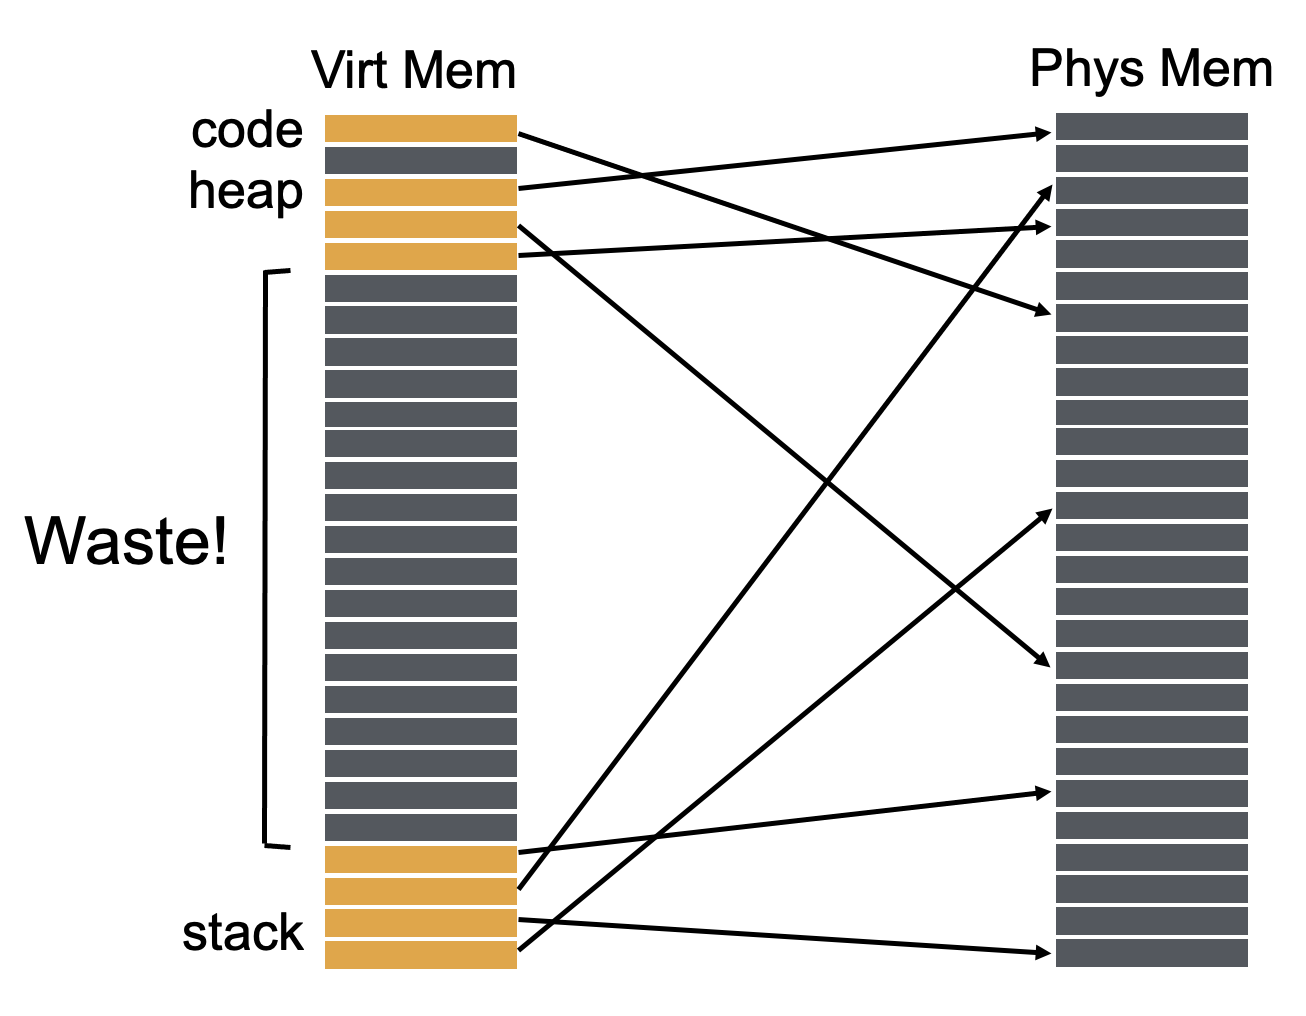 Virt Mem
Phys Mem
code
heap
Waste!
stack